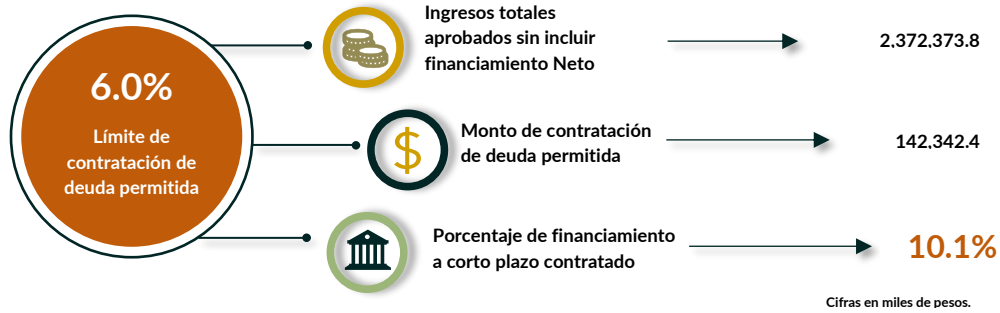 6.0%
Límite de
contratación de
deuda permitida
Ingresos totales
aprobados sin incluir
financiamiento Neto
2,372,373.8
$
Monto de contratación
de deuda permitida
142,342.4
Porcentaje de financiamiento
a corto plazo contratado
10.1%
Cifras en miles de pesos.